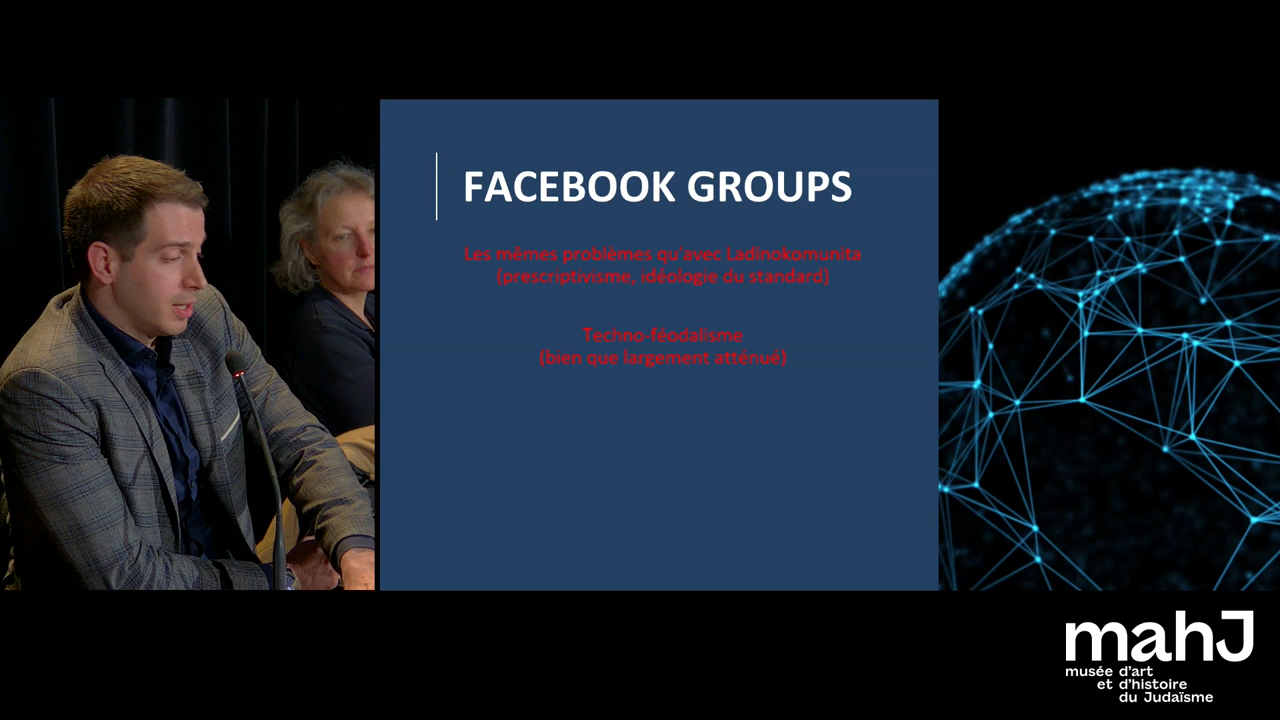 FACEBOOK GROUPS
Les mêmes problèmes qu'avec Ladinokomunita
(prescriptivisme, idéologie du standard)
Techno-féodalisme
(bien que largement atténué)
mahJ
musée d'art
et d'histoire
du Judaïsme